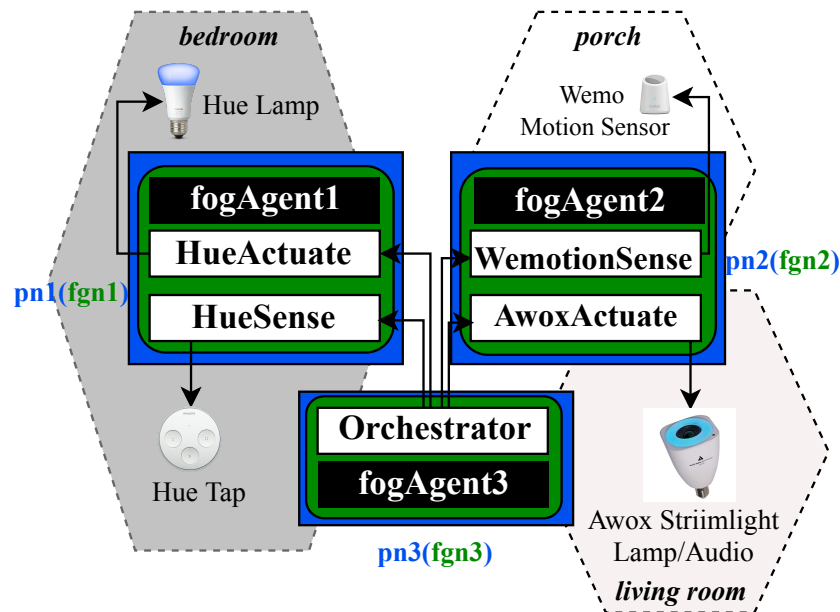 bedroom
porch
Hue Lamp
Wemo
Motion Sensor
fogAgent1
HueActuate
HueSense
pn1(fgn1)
fogAgent2
WemotionSense
AwoxActuate
pn2(fgn2)
Orchestrator
fogAgent3
pn3(fgn3)
Hue Tap
Awox Striimlight
Lamp/Audio
living room